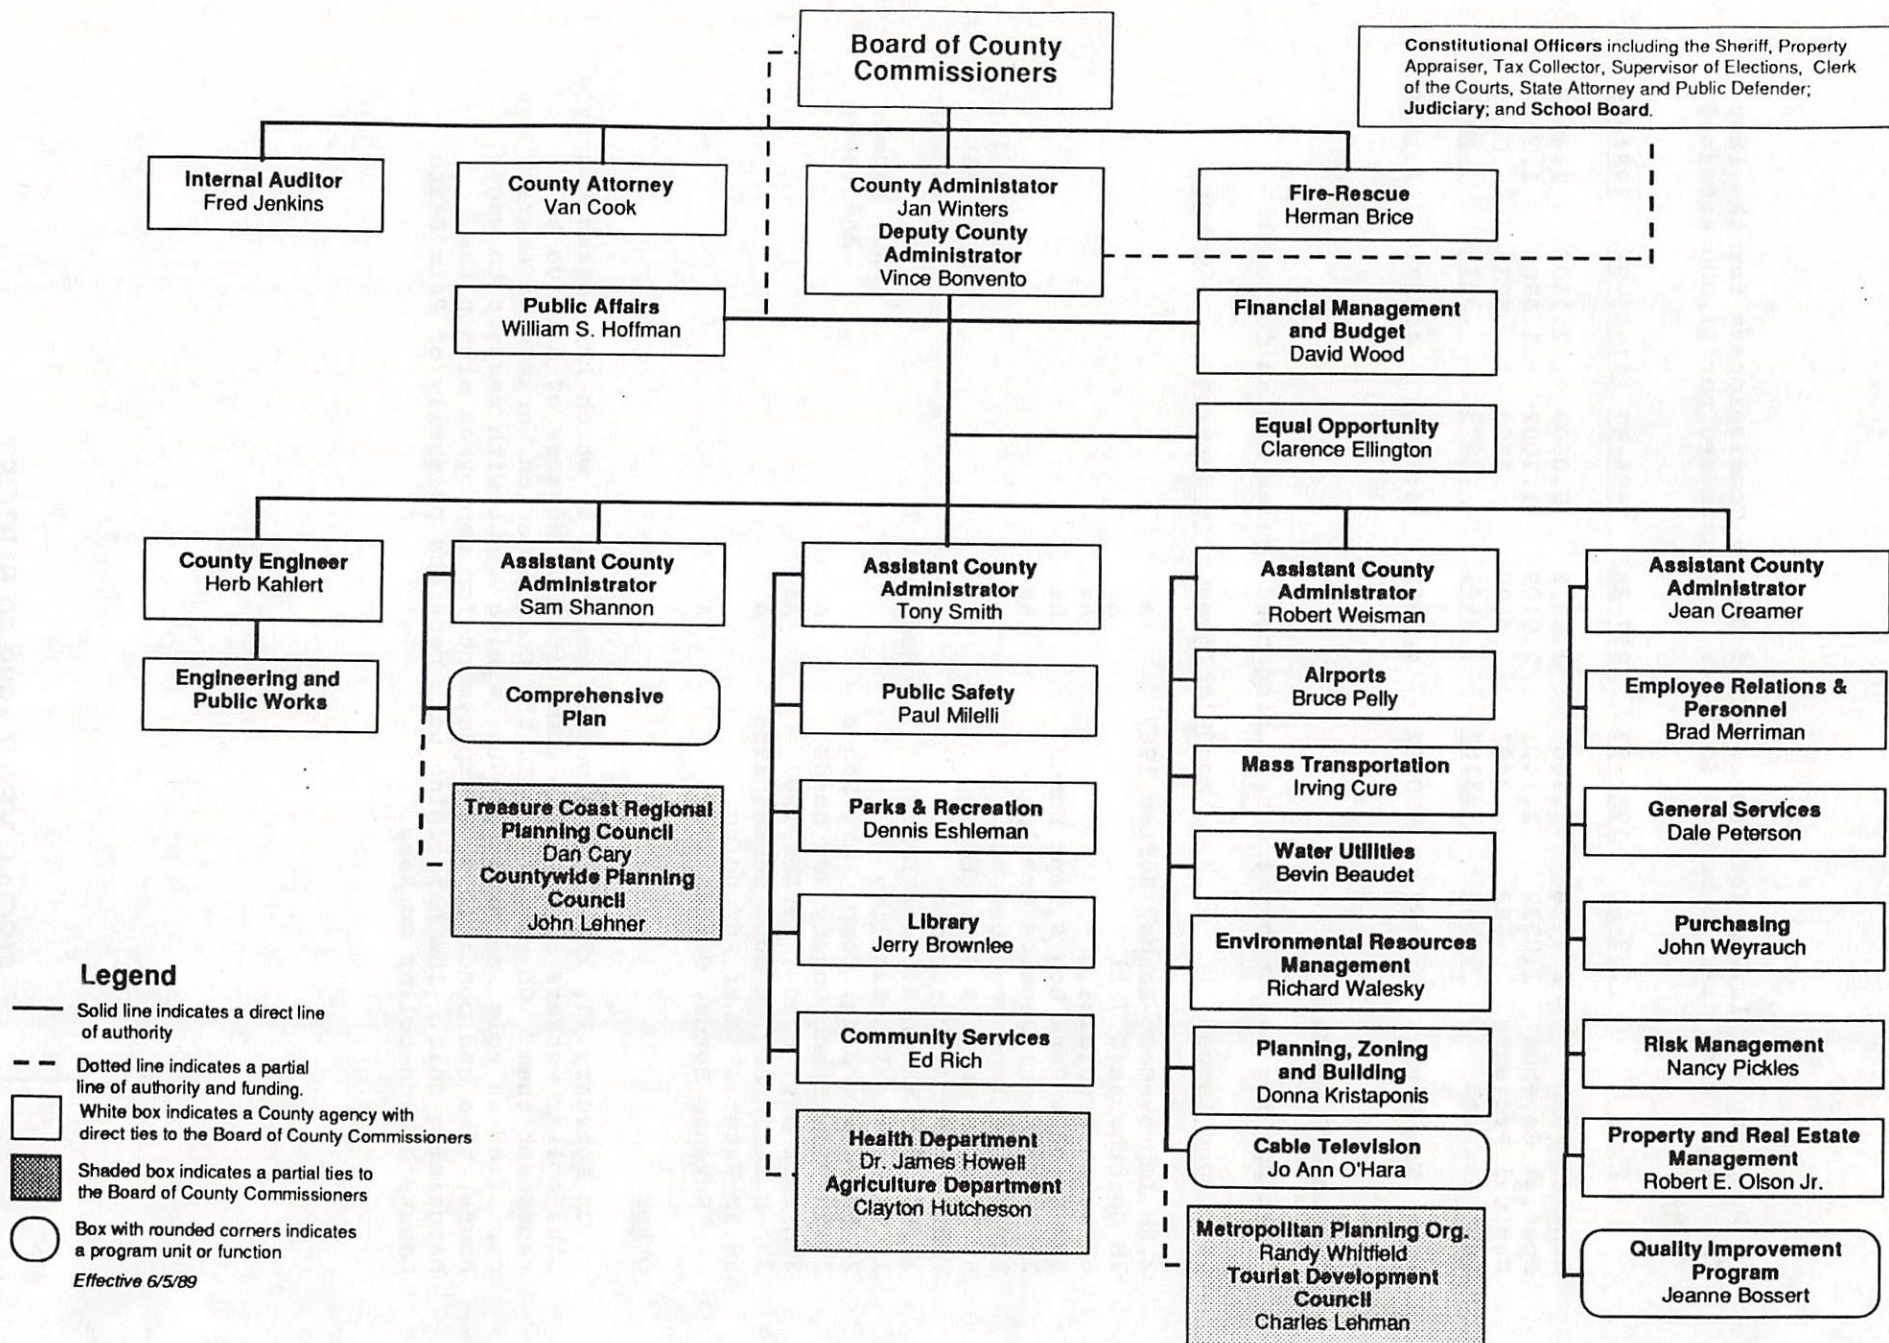 Board of County
Commissioners
Constitutional Officers including the Sheriff, Property
Appraiser, Tax Collector, Supervisor of Elections, Clerk
of the Courts, State Attorney and Public Defender;
Judiciary; and School Board.
Internal Auditor
Fred Jenkins
County Attorney
Van Cook
County Administator
Jan Winters
Deputy County
Administrator
Vince Bonvento
Fire-Rescue
Herman Brice
Public Affairs
William S. Hoffman
Financial Management
and Budget
David Wood
Equal Opportunity
Clarence Ellington
County Engineer
Herb Kahlert
Engineering and
Public Works
Assistant County
Administrator
Sam Shannon
Comprehensive
Plan
Treasure Coast Regional
Planning Council
Dan Cary
Countywide Planning
Council
John Lehner
Assistant County
Administrator
Tony Smith
Public Safety
Paul Milelli
Parks & Recreation
Dennis Eshleman
Library
Jerry Brownlee
Community Services
Ed Rich
Health Department
Dr. James Howell
Agriculture Department
Clayton Hutcheson
Assistant County
Administrator
Robert Weisman
Airports
Bruce Pelly
Mass Transportation
Irving Cure
Water Utilities
Bevin Beaudet
Environmental Resources
Management
Richard Walesky
Planning, Zoning
and Building
Donna Kristaponis
Cable Television
Jo Ann O'Hara
Metropolitan Planning Org.
Randy Whitfield
Tourist Development
Council
Charles Lehman
Assistant County
Administrator
Jean Creamer
Employee Relations &
Personnel
Brad Merriman
General Services
Dale Peterson
Purchasing
John Weyrauch
Risk Management
Nancy Pickles
Property and Real Estate
Management
Robert E. Olson Jr.
Quality Improvement
Program
Jeanne Bossert
Legend
Solid line indicates a direct line
of authority
Dotted line indicates a partial
line of authority and funding.
White box indicates a County agency with
direct ties to the Board of County Commissioners
Shaded box indicates a partial ties to
the Board of County Commissioners
Box with rounded corners indicates
a program unit or function
Effective 6/5/89